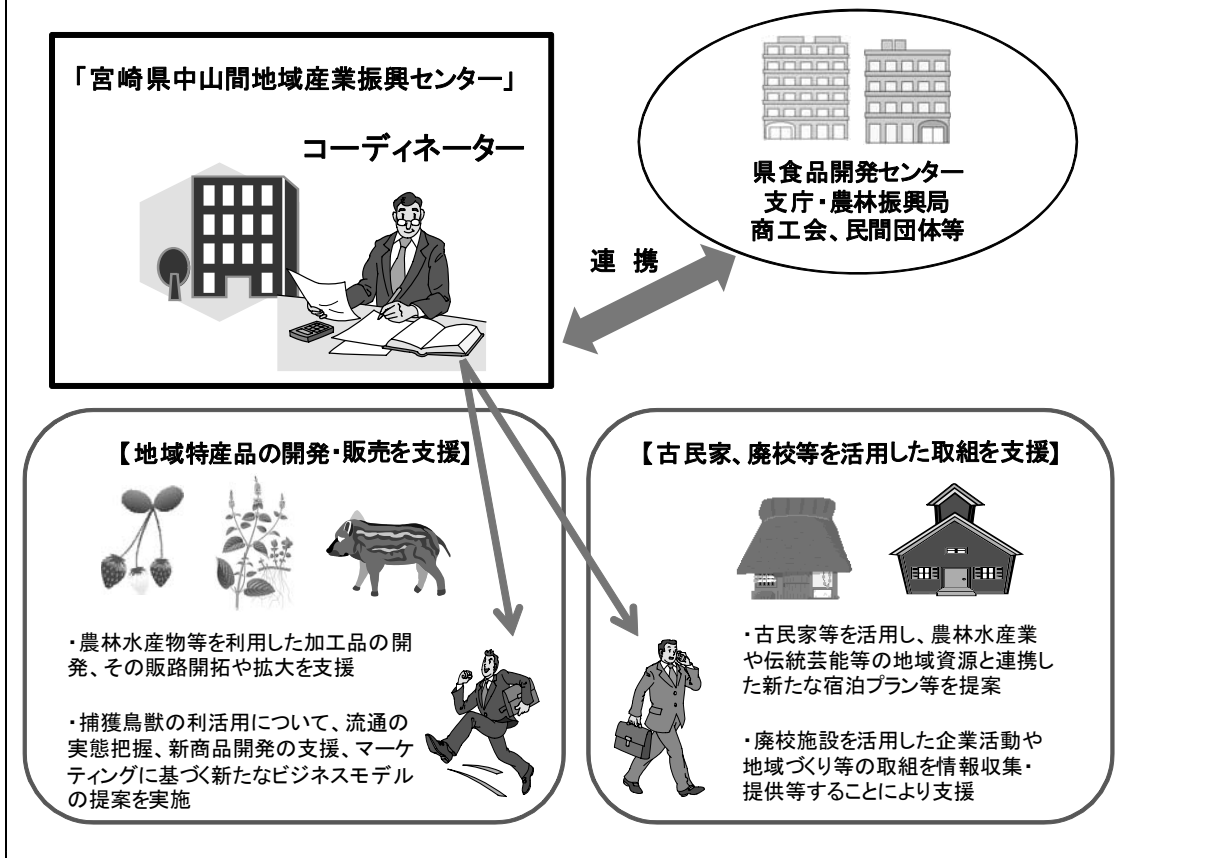 「宮崎県中山間地域産業振興センター」
コーディネーター
県食品開発センター
支庁・農林振興局
商工会、民間団体等
連 携
【地域特産品の開発・販売を支援】
・農林水産物等を利用した加工品の開
発、その販路開拓や拡大を支援
・捕獲鳥獣の利活用について、流通の
実態把握、新商品開発の支援、マーケ
ティングに基づく新たなビジネスモデル
の提案を実施
【古民家、廃校等を活用した取組を支援】
・古民家等を活用し、農林水産業
や伝統芸能等の地域資源と連携し
た新たな宿泊プラン等を提案
・廃校施設を活用した企業活動や
地域づくり等の取組を情報収集・
提供等することにより支援